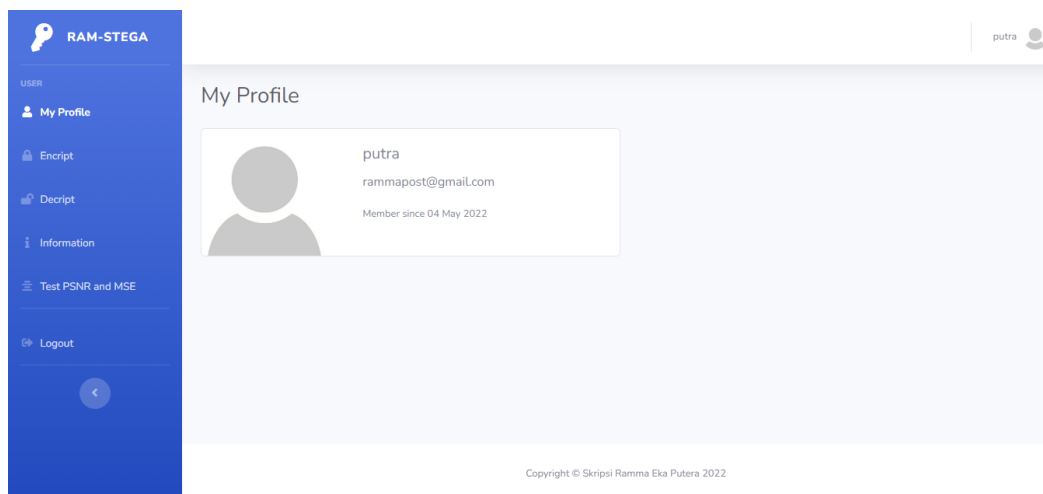 RAM-STEGA
putra
USER
My Profile
Encript
Decript
Information
Test PSNR and MSE
Logout
My Profile
putra
rammapost@gmail.com
Member since 04 May 2022
Copyright © Skripsi Ramma Eka Putera 2022